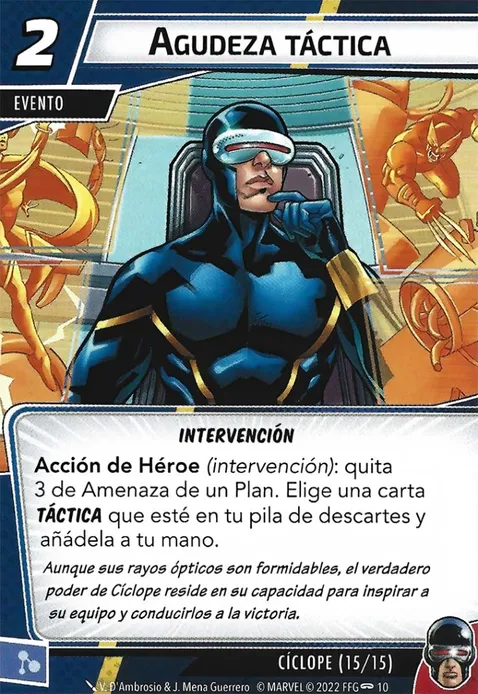 2
AGUDEZA TÁCTICA
EVENTO
INTERVENCIÓN
Acción de Héroe (intervención): quita
3 de Amenaza de un Plan. Elige una carta
TÁCTICA que esté en tu pila de descartes y
añádela a tu mano.
Aunque sus rayos ópticos son formidables, el verdadero
poder de Cíclope reside en su capacidad para inspirar a
su equipo y conducirlos a la victoria.
CÍCLOPE (15/15)
V. D'Ambrosio & J. Mena Guerrero © MARVEL © 2022 FFG 10